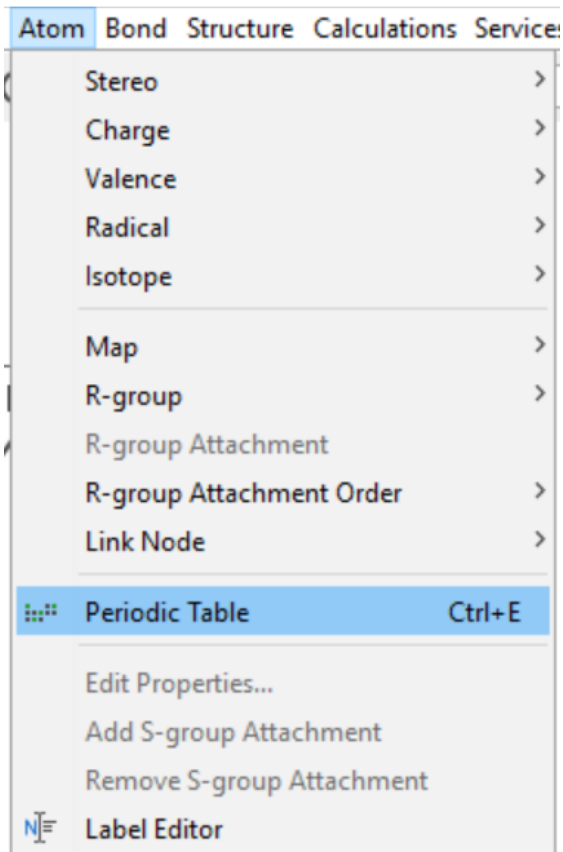 Atom Bond Structure Calculations Services
Stereo
Charge
Valence
Radical
Isotope
Map
R-group
R-group Attachment
R-group Attachment Order
Link Node
Periodic Table Ctrl+E
Edit Properties...
Add S-group Attachment
Remove S-group Attachment
Label Editor